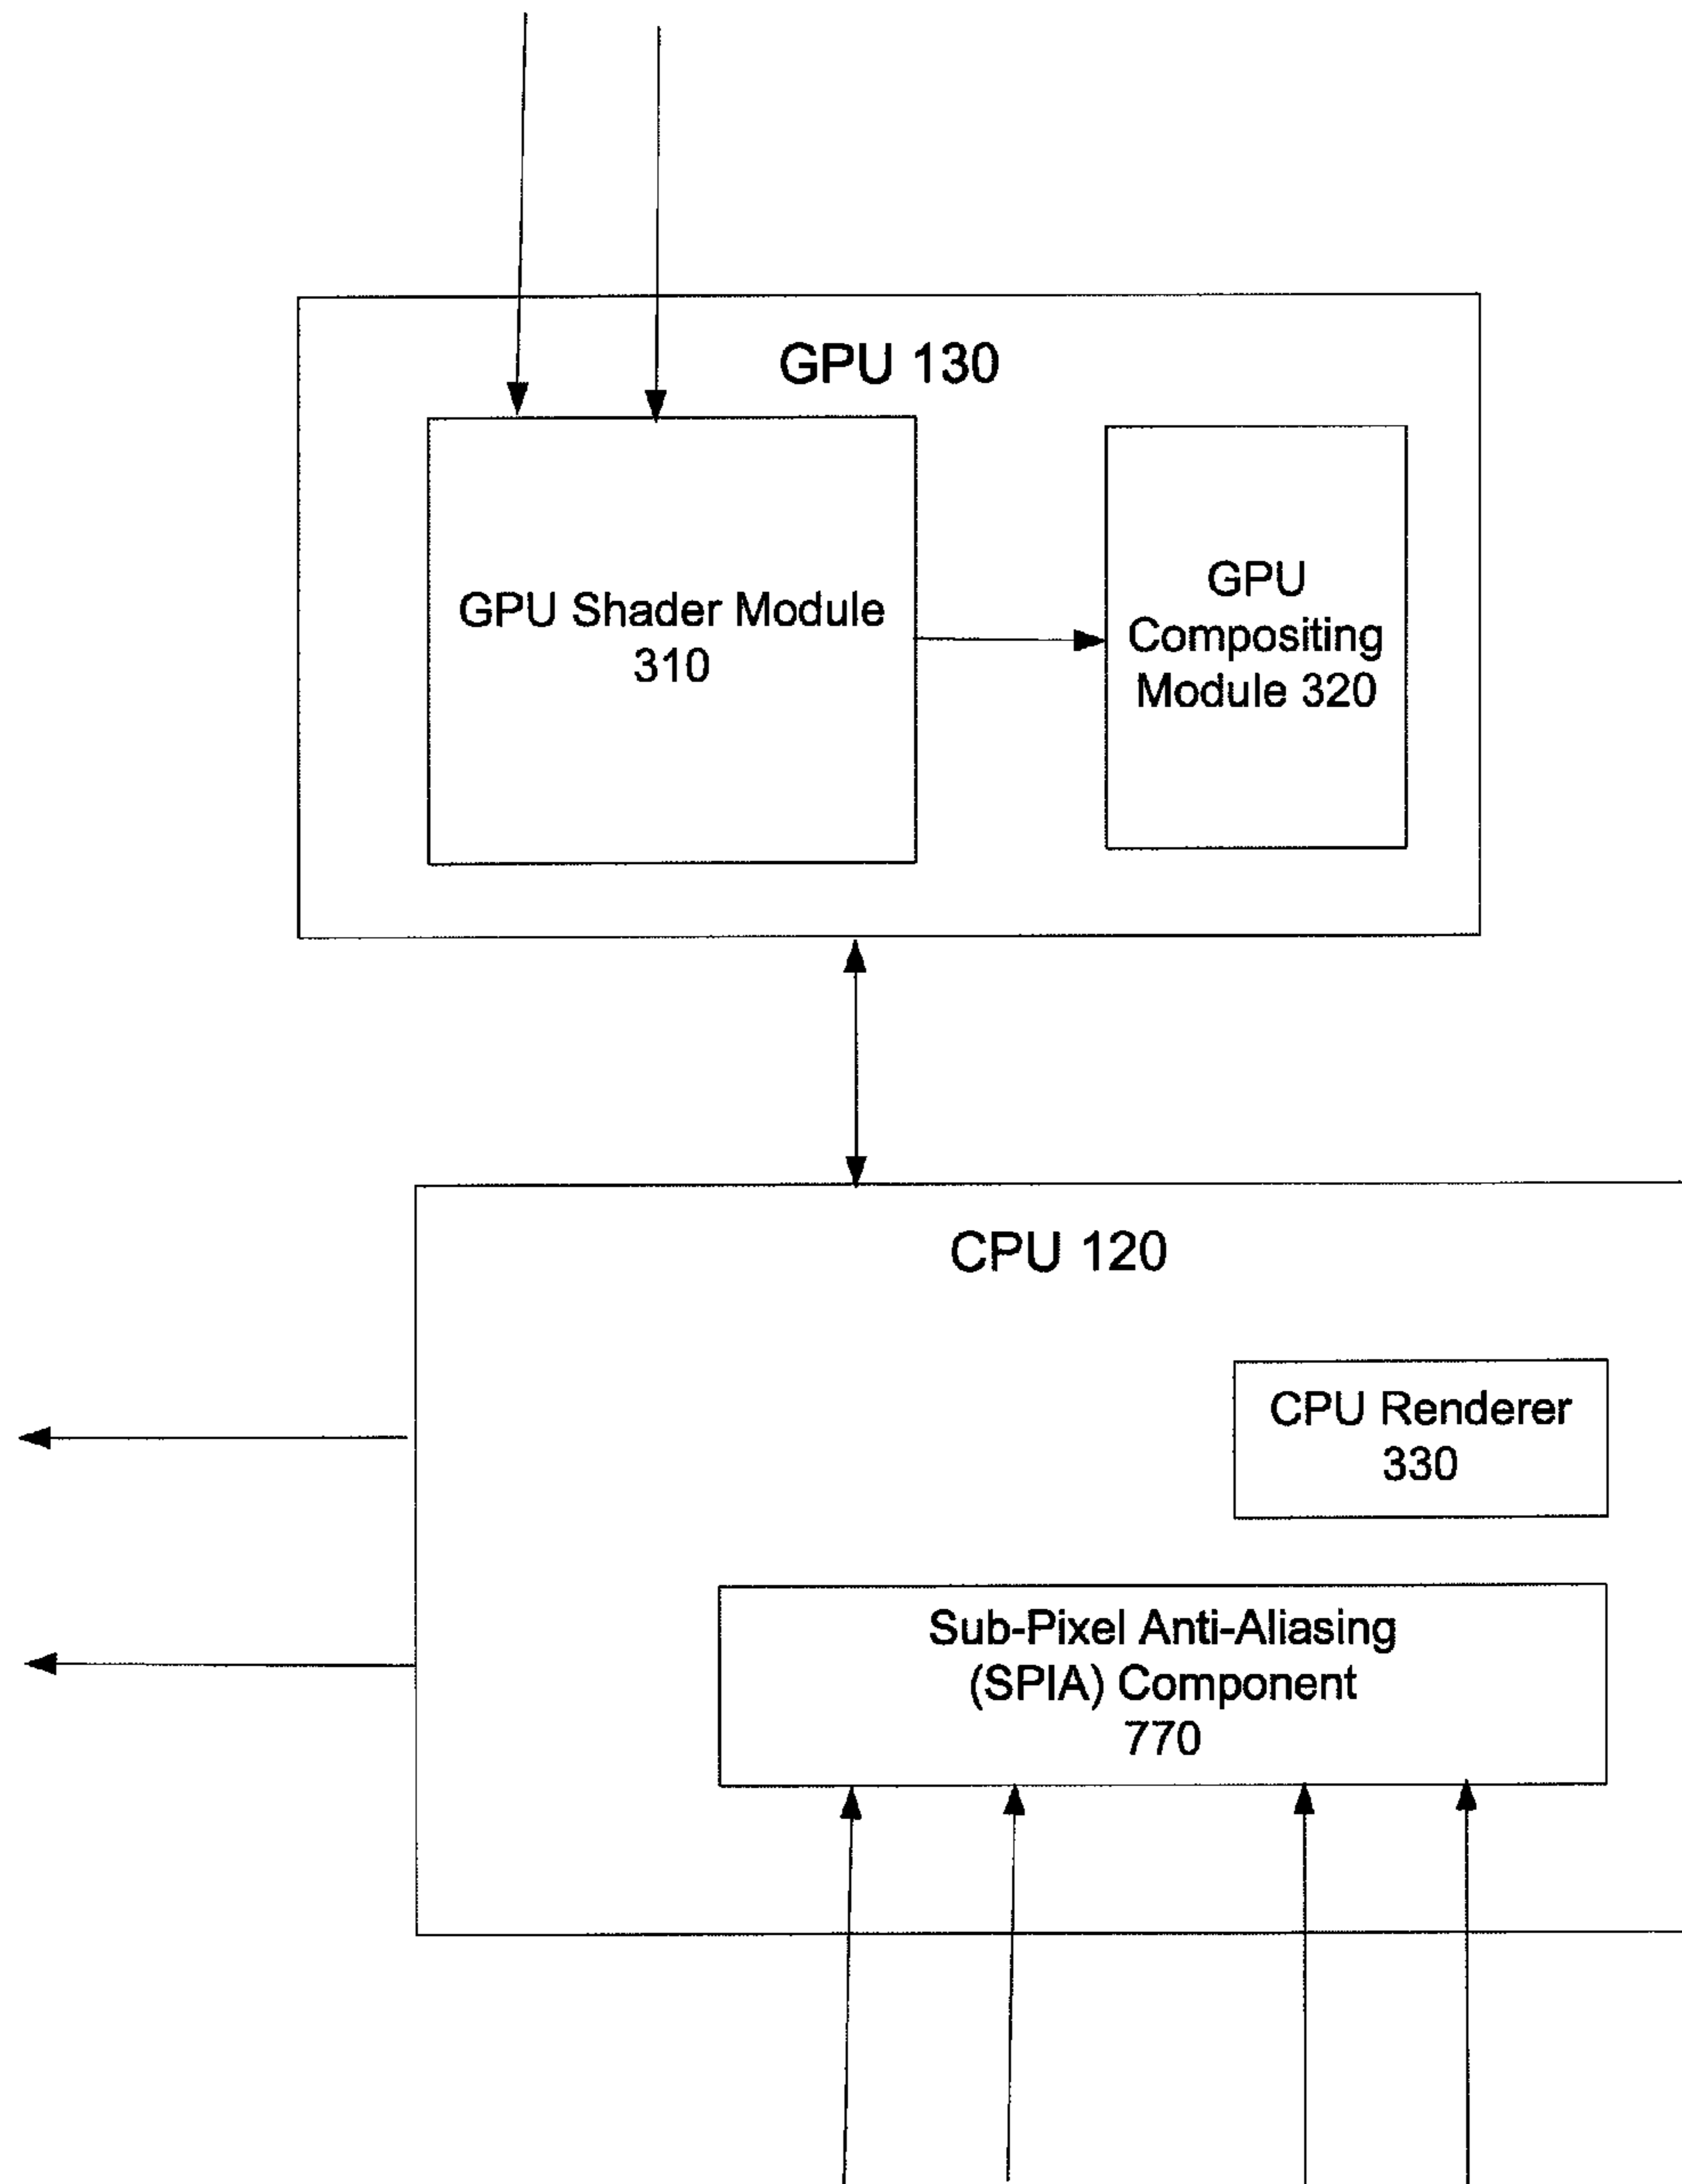 GPU 130
GPU Shader Module
310
GPU
Compositing
Module 320
CPU 120
CPU Renderer
330
Sub-Pixel Anti-Aliasing
(SPIA) Component
770